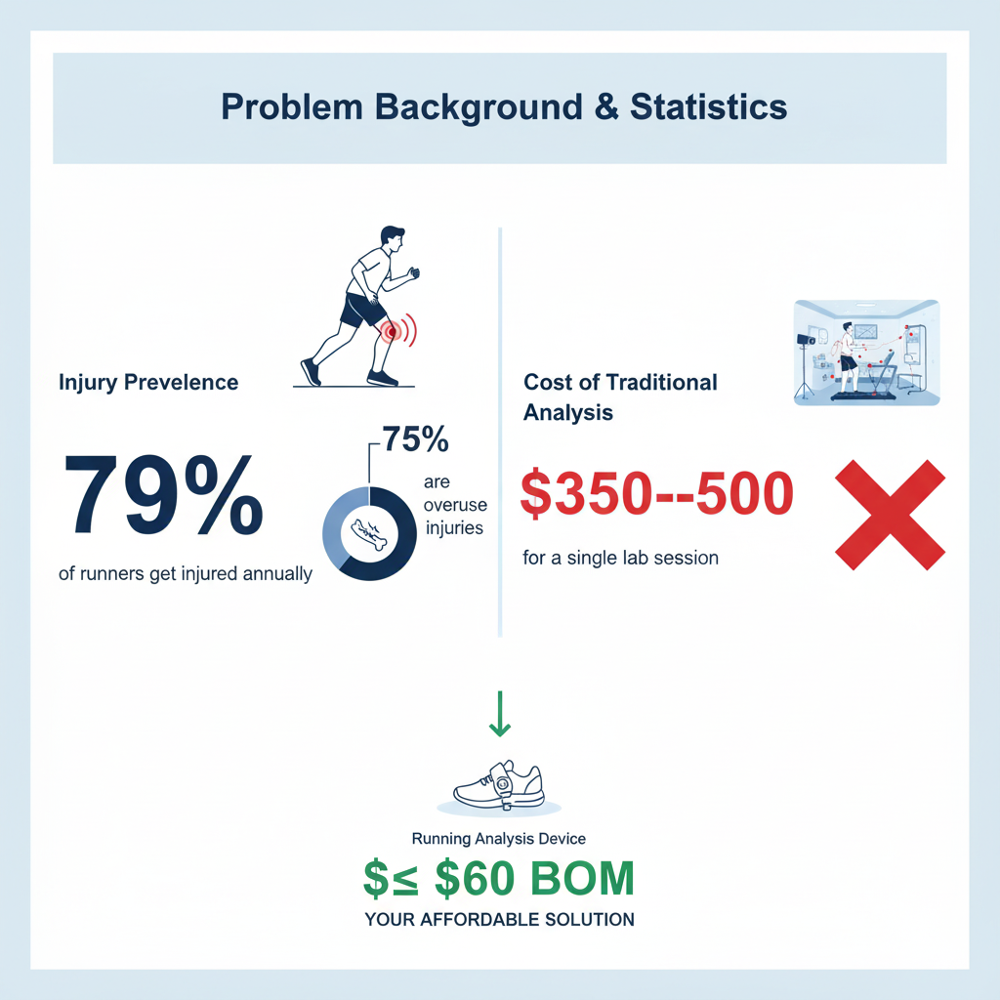 Problem Background & Statistics
Injury Prevelence
79%
of runners get injured annually
75%
are
overuse
injuries
Cost of Traditional
Analysis
$350--500
for a single lab session
Running Analysis Device
$≤ $60 BOM
YOUR AFFORDABLE SOLUTION